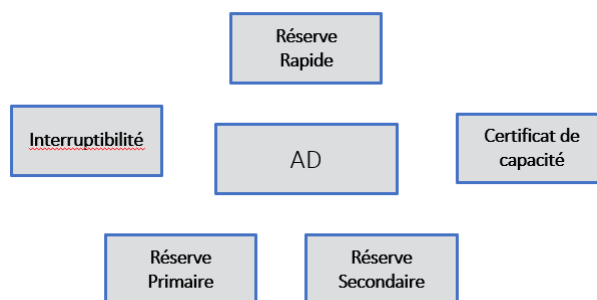 Réserve
Rapide
Interruptibilité
AD
Certificat de
capacité
Réserve
Primaire
Réserve
Secondaire